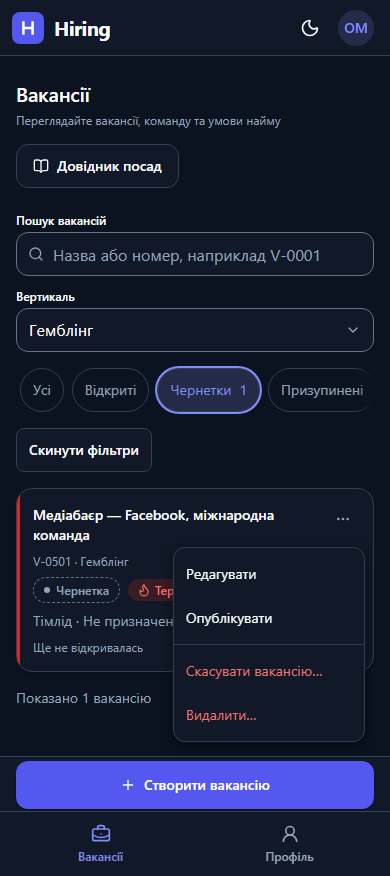 H Hiring OM
Вакансії
Переглядайте вакансії, команду та умови найму
Довідник посад
Пошук вакансій
Назва або номер, наприклад V-0001
Вертикаль
Гемблінг
Усі Відкриті Чернетки 1 Призупинені
Скинути фільтри
Медіабаєр — Facebook, міжнародна
команда
...
V-0501 · Гемблінг
Чернетка
Тімлід · Не
Ще не відкривалась
Редагувати
Опублікувати
Скасувати вакансію...
Видалити...
Показано 1 вакансію
+ Створити вакансію
Вакансії Профіль